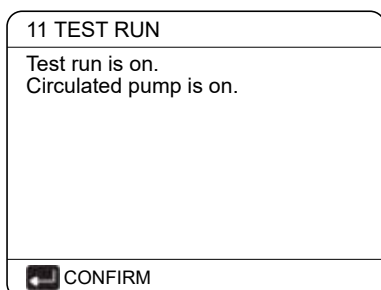 11 TEST RUN
Test run is on.
Circulated pump is on.
CONFIRM